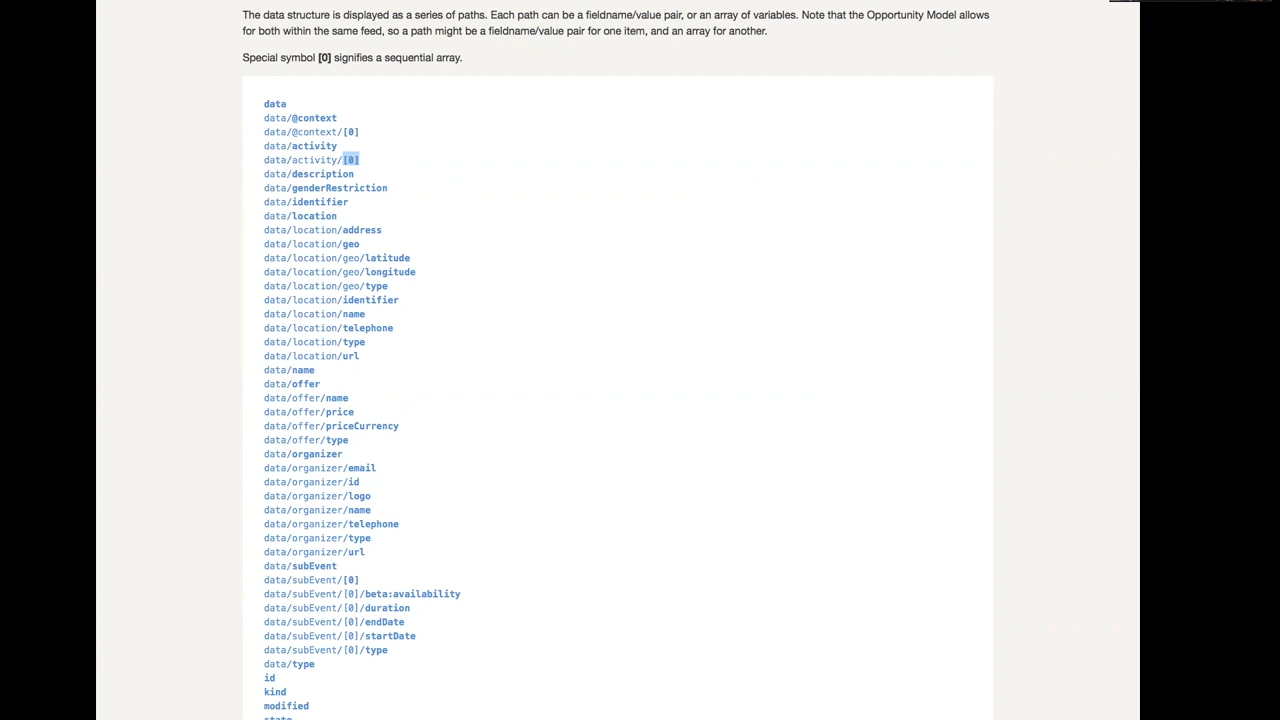 The data structure is displayed as a series of paths. Each path can be a fieldname/value pair, or an array of variables. Note that the Opportunity Model allows
for both within the same feed, so a path might be a fieldname/value pair for one item, and an array for another.
Special symbol [0] signifies a sequential array.
data
data/@context
data/@context/[0]
data/activity
data/activity/[0]
data/description
data/genderRestriction
data/identifier
data/location
data/location/address
data/location/geo
data/location/geo/latitude
data/location/geo/longitude
data/location/geo/type
data/location/identifier
data/location/name
data/location/telephone
data/location/type
data/location/url
data/name
data/offer
data/offer/name
data/offer/price
data/offer/priceCurrency
data/offer/type
data/organizer
data/organizer/email
data/organizer/id
data/organizer/logo
data/organizer/name
data/organizer/telephone
data/organizer/type
data/organizer/url
data/subEvent
data/subEvent/[0]
data/subEvent/[0]/beta:availability
data/subEvent/[0]/duration
data/subEvent/[0]/endDate
data/subEvent/[0]/startDate
data/subEvent/[0]/type
data/type
id
kind
modified
state